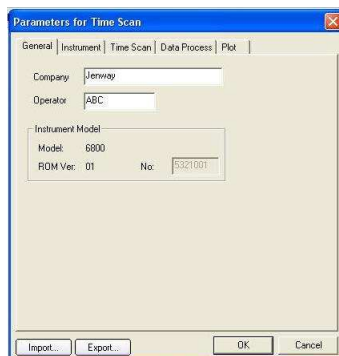 Parameters for Time Scan
General Instrument Time Scan Data Process Plot
Company Jenway
Operator ABC
Instrument Model
Model: 6800
ROM Ver: 01 No: 5321001
Import... Export... OK Cancel